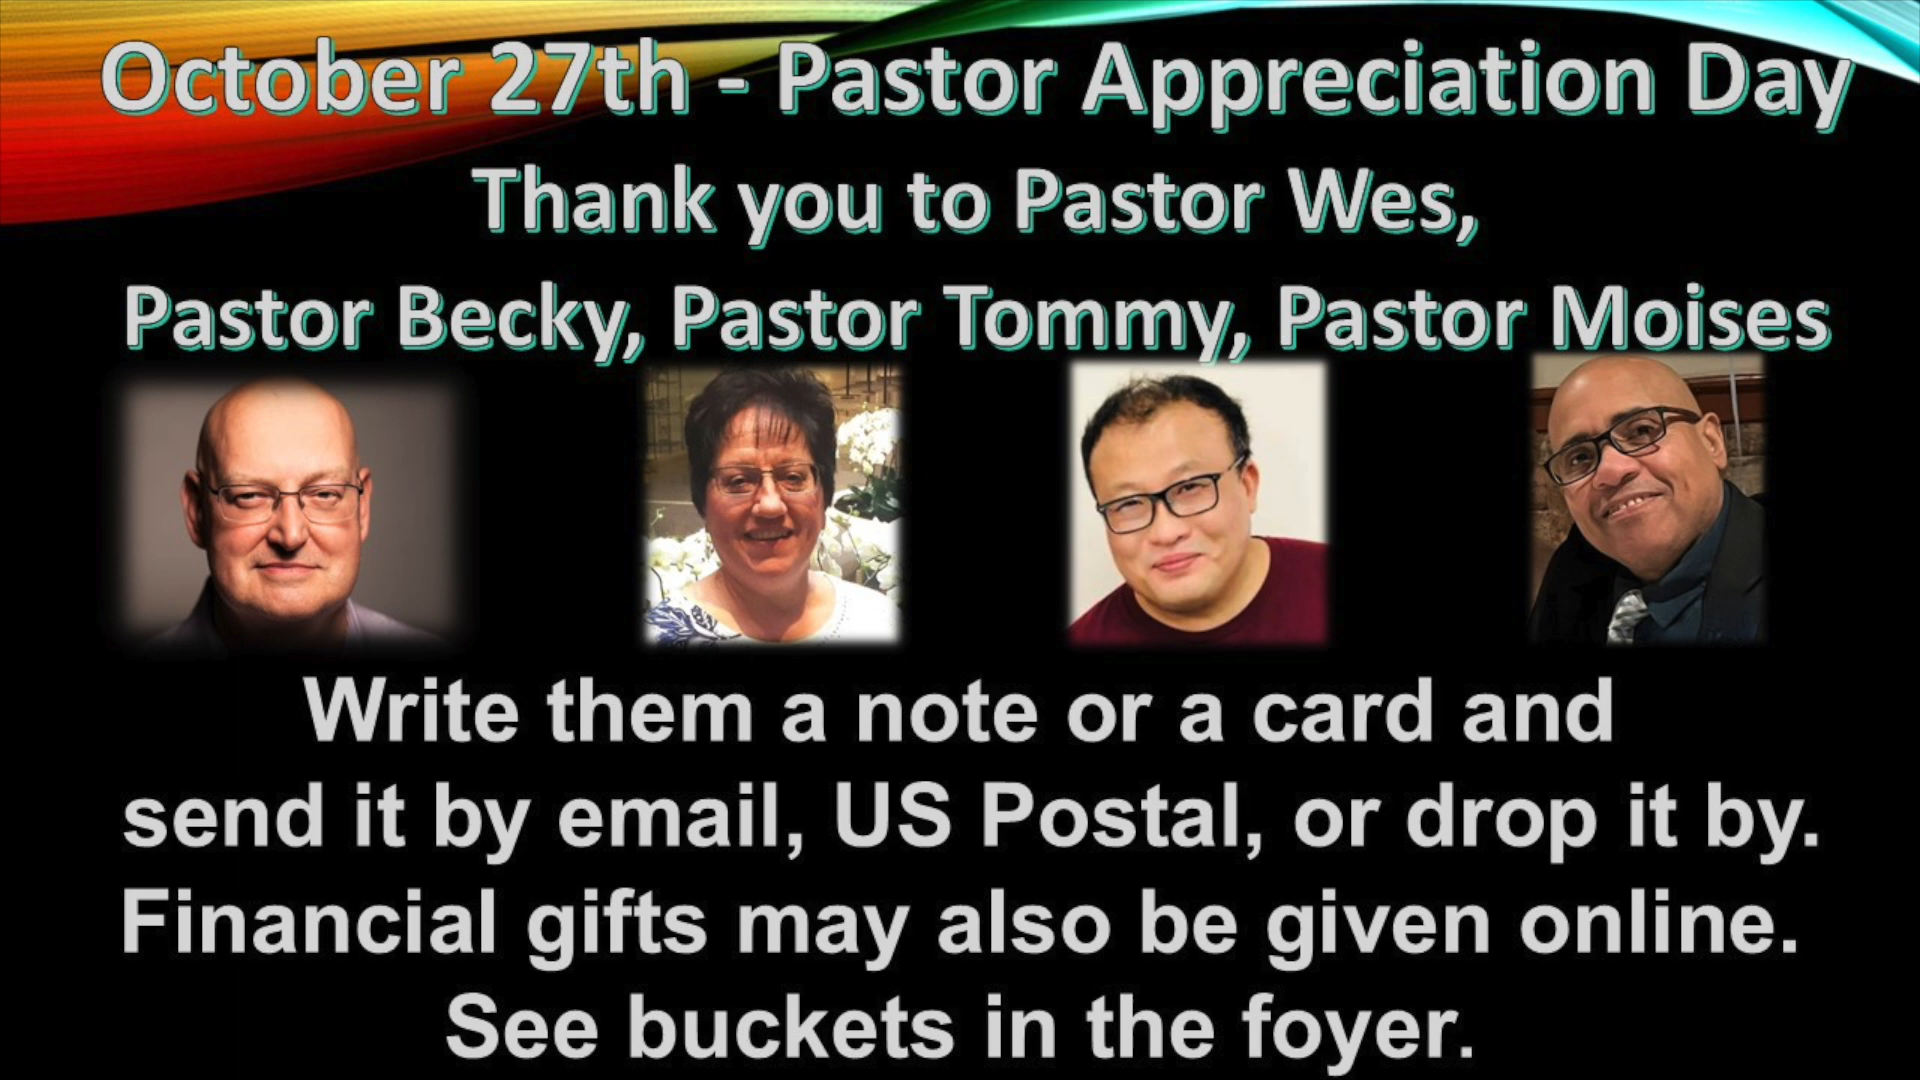 October 27th - Pastor Appreciation Day
Thank you to Pastor Wes,
Pastor Becky, Pastor Tommy, Pastor Moises
Write them a note or a card and
send it by email, US Postal, or drop it by.
Financial gifts may also be given online.
See buckets in the foyer.